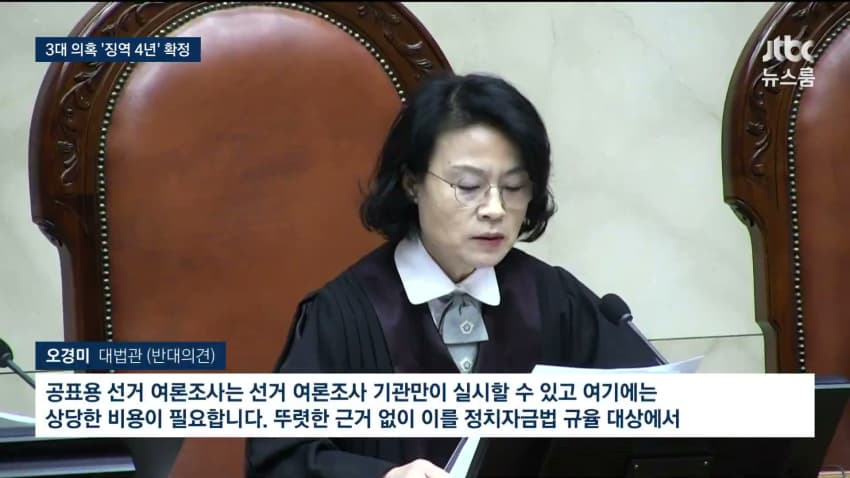 3대 의혹 '징역 4년' 확정
jtbc
뉴스룸
오경미 대법관 (반대의견)
공표용 선거 여론조사는 선거 여론조사 기관만이 실시할 수 있고 여기에는
상당한 비용이 필요합니다. 뚜렷한 근거 없이 이를 정치자금법 규율 대상에서